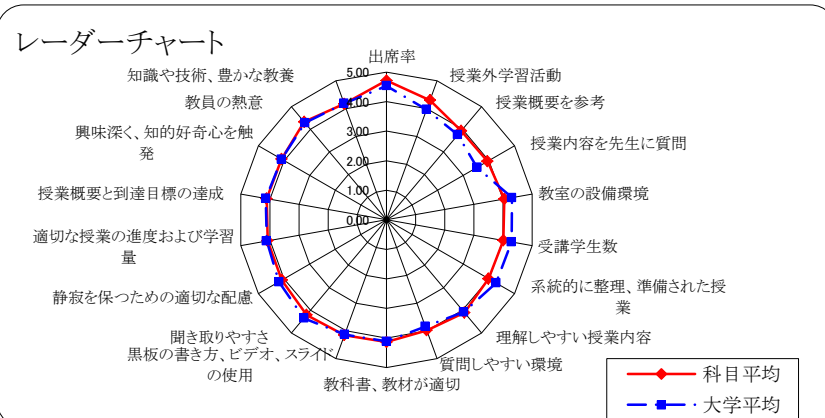 レーダーチャート
出席率
授業外学習活動
授業概要を参考
授業内容を先生に質問
教室の設備環境
受講学生数
系統的に整理、準備された授
業
理解しやすい授業内容
質問しやすい環境
教科書、教材が適切
黒板の書き方、ビデオ、スライド
の使用
聞き取りやすさ
静寂を保つための適切な配慮
適切な授業の進度および学習
量
授業概要と到達目標の達成
興味深く、知的好奇心を触
発
教員の熱意
知識や技術、豊かな教養
5.00
4.00
3.00
2.00
1.00
0.00
科目平均
大学平均